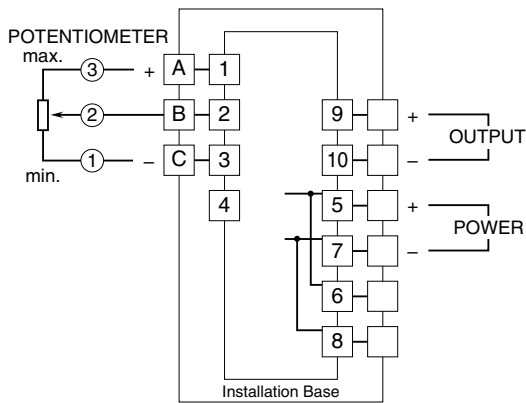 POTENTIOMETER
max.
3 + A 1
2 B 2
1 – C 3
min.
4
9 +
OUTPUT
10 –
5 +
POWER
7 –
6
8
Installation Base